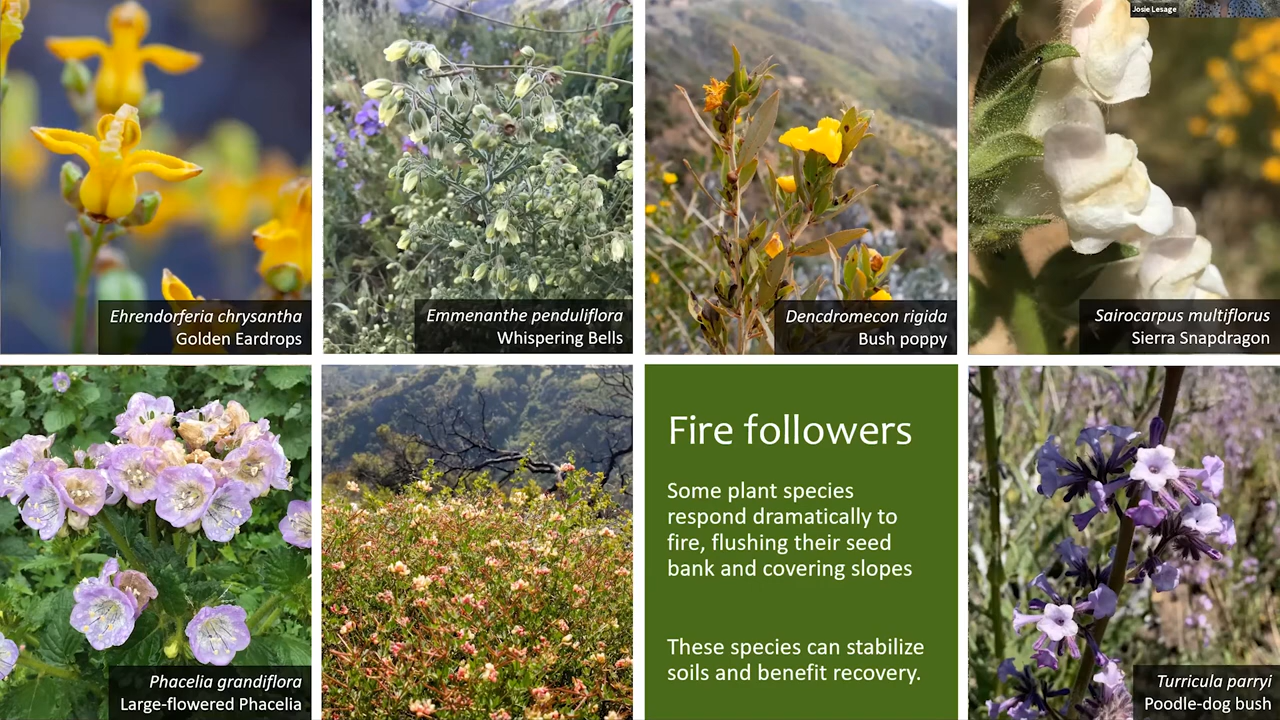 Josie Lesage
Ehrendorferia chrysantha
Golden Eardrops
Emmenanthe penduliflora
Whispering Bells
Dencdromecon rigida
Bush poppy
Sairocarpus multiflorus
Sierra Snapdragon
Phacelia grandiflora
Large-flowered Phacelia
Fire followers
Some plant species
respond dramatically to
fire, flushing their seed
bank and covering slopes
These species can stabilize
soils and benefit recovery.
Turricula parryi
Poodle-dog bush